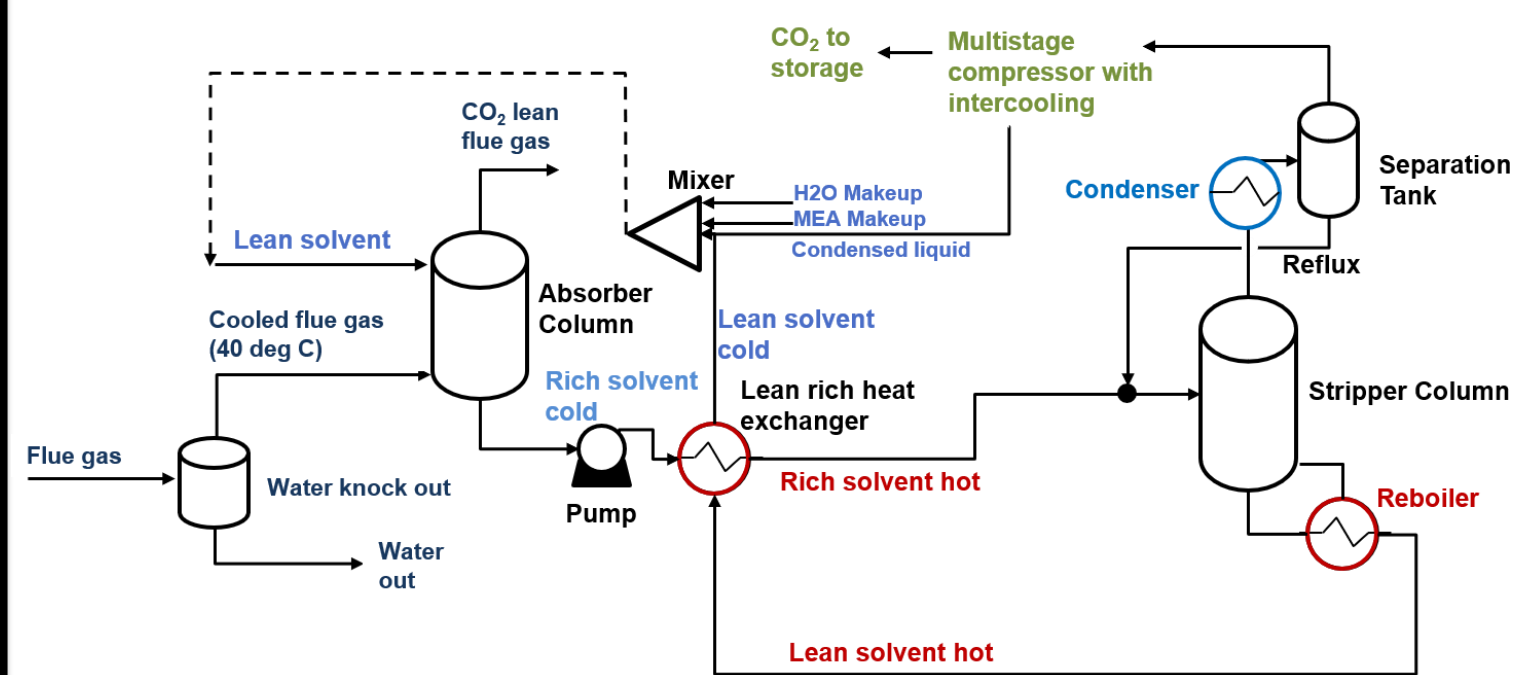 CO₂ to
storage
Multistage
compressor with
intercooling
CO₂ lean
flue gas
Mixer
H2O Makeup
MEA Makeup
Condensed liquid
Condenser
Separation
Tank
Reflux
Lean solvent
Absorber
Column
Cooled flue gas
(40 deg C)
Lean solvent
cold
Rich solvent
cold
Lean rich heat
exchanger
Stripper Column
Flue gas
Water knock out
Pump
Rich solvent hot
Reboiler
Water
out
Lean solvent hot